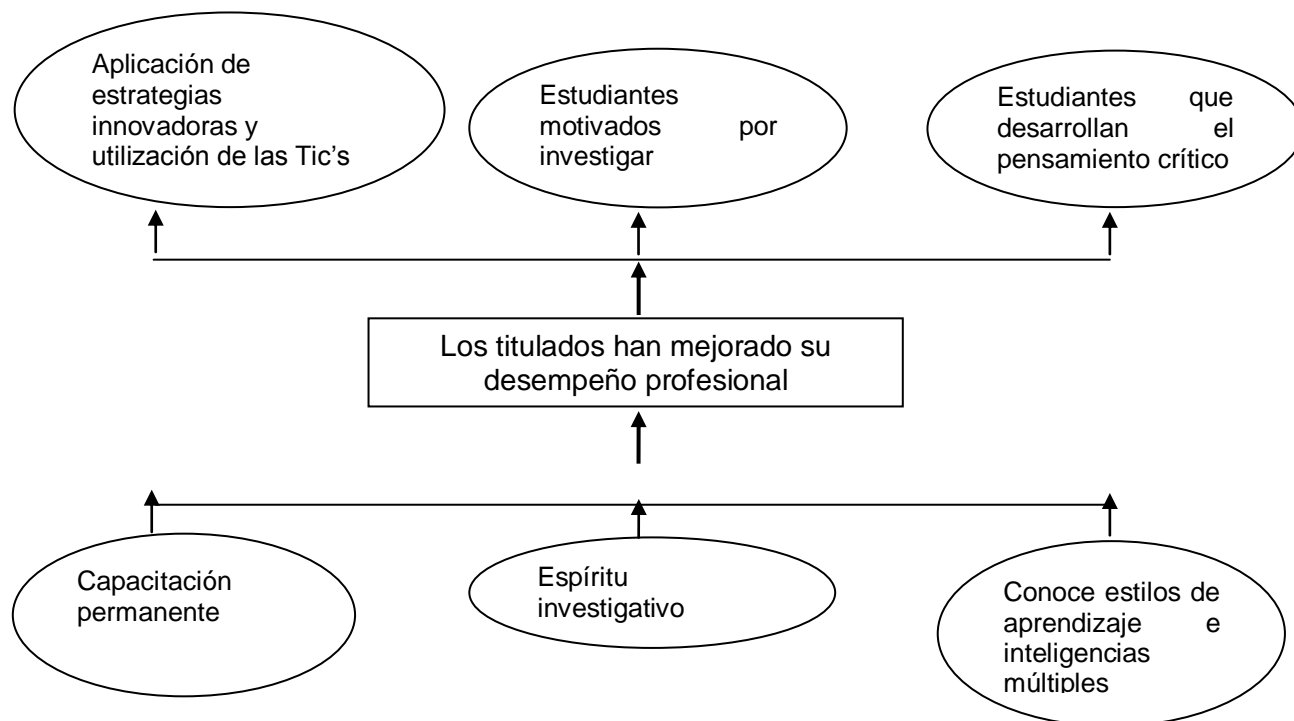 Aplicación de
estrategias
innovadoras y
utilización de las Tic’s
Estudiantes
motivados por
investigar
Estudiantes que
desarrollan el
pensamiento crítico
Los titulados han mejorado su
desempeño profesional
Capacitación
permanente
Espíritu
investigativo
Conoce estilos de
aprendizaje e
inteligencias
múltiples